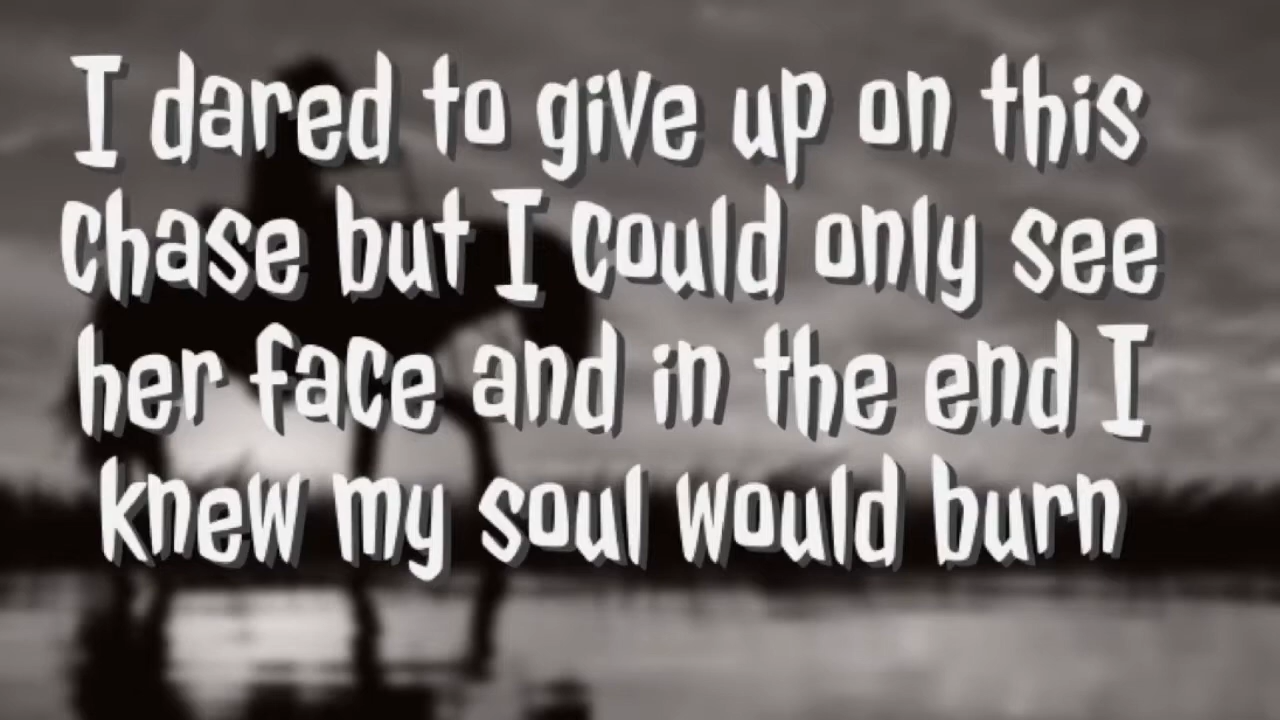 I dared to give up on this
chase but I could only see
her face and in the end I
knew my soul would burn